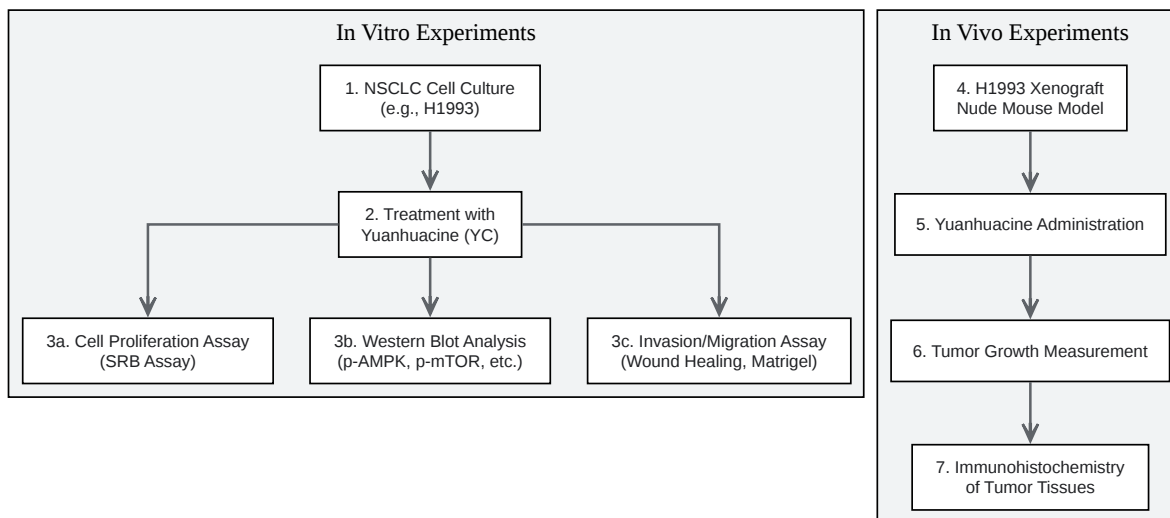 In Vitro Experiments
1. NSCLC Cell Culture
(e.g., H1993)
2. Treatment with
Yuanhuacine (YC)
3a. Cell Proliferation Assay
(SRB Assay)
3b. Western Blot Analysis
(p-AMPK, p-mTOR, etc.)
3c. Invasion/Migration Assay
(Wound Healing, Matrigel)
In Vivo Experiments
4. H1993 Xenograft
Nude Mouse Model
5. Yuanhuacine Administration
6. Tumor Growth Measurement
7. Immunohistochemistry
of Tumor Tissues